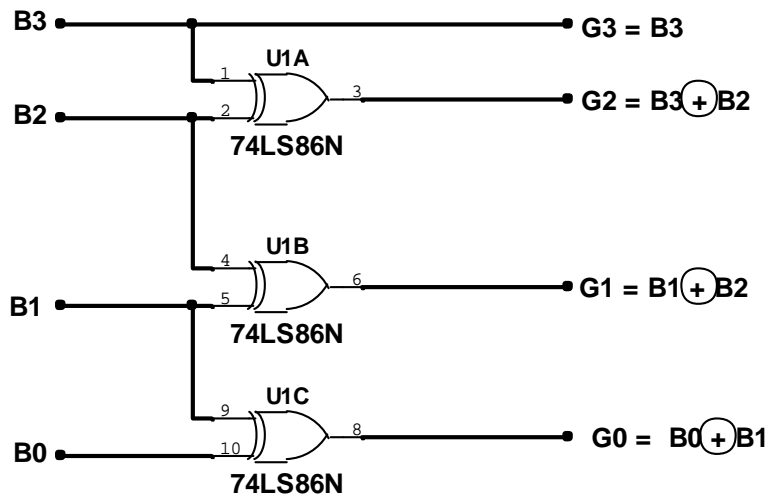 B3
G3 = B3
U1A
1
3
2
B2
G2 = B3⊕B2
74LS86N
U1B
4
6
5
B1
G1 = B1⊕B2
74LS86N
U1C
9
8
10
B0
G0 = B0⊕B1
74LS86N